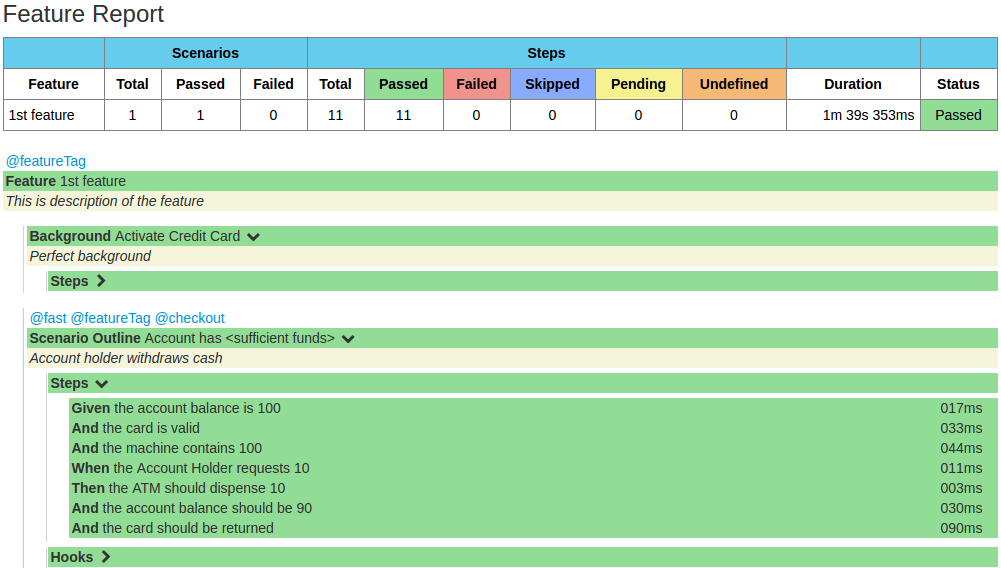 Feature Report
Scenarios Steps
Feature Total Passed Failed Total Passed Failed Skipped Pending Undefined Duration Status
1st feature 1 1 0 11 11 0 0 0 0 1m 39s 353ms Passed
@featureTag
Feature 1st feature
This is description of the feature
Background Activate Credit Card
Perfect background
Steps
@fast @featureTag @checkout
Scenario Outline Account has <sufficient funds>
Account holder withdraws cash
Steps
Given the account balance is 100 017ms
And the card is valid 033ms
And the machine contains 100 044ms
When the Account Holder requests 10 011ms
Then the ATM should dispense 10 003ms
And the account balance should be 90 030ms
And the card should be returned 090ms
Hooks